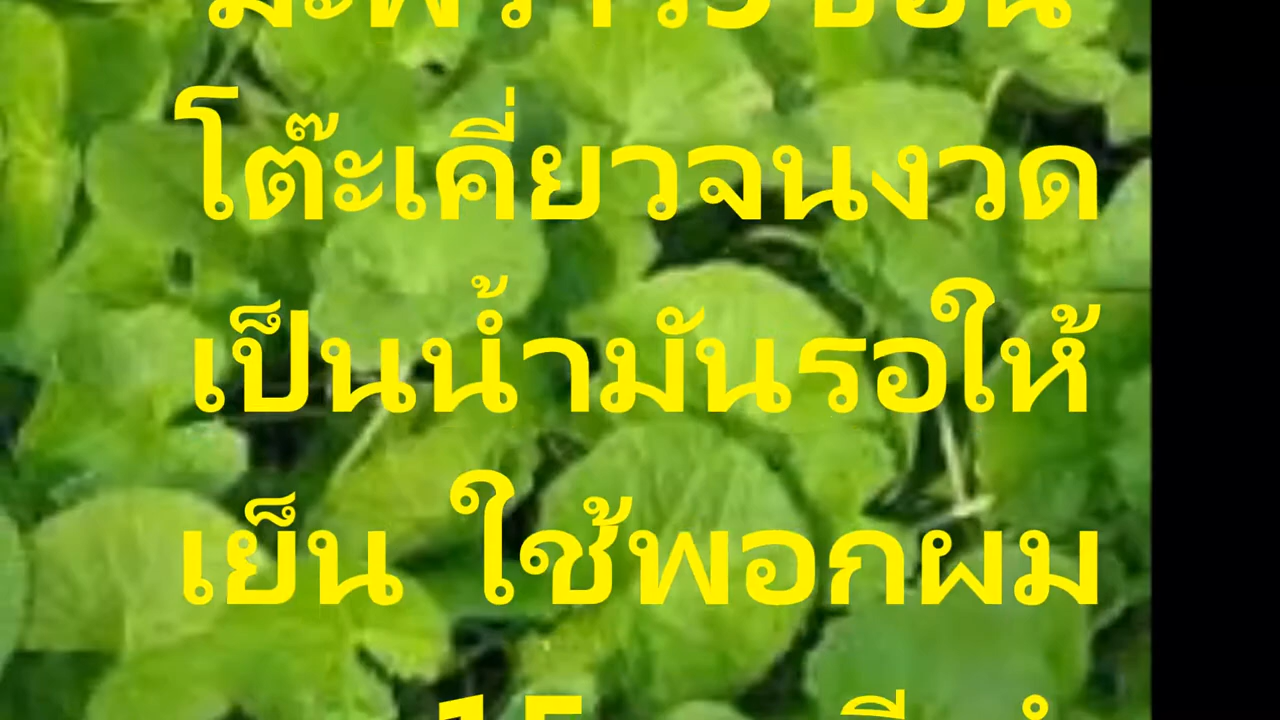 โต๊ะเคี่ยวจนงวด
เป็นน้ำมันรอให้
เย็น ใช้พอกผม